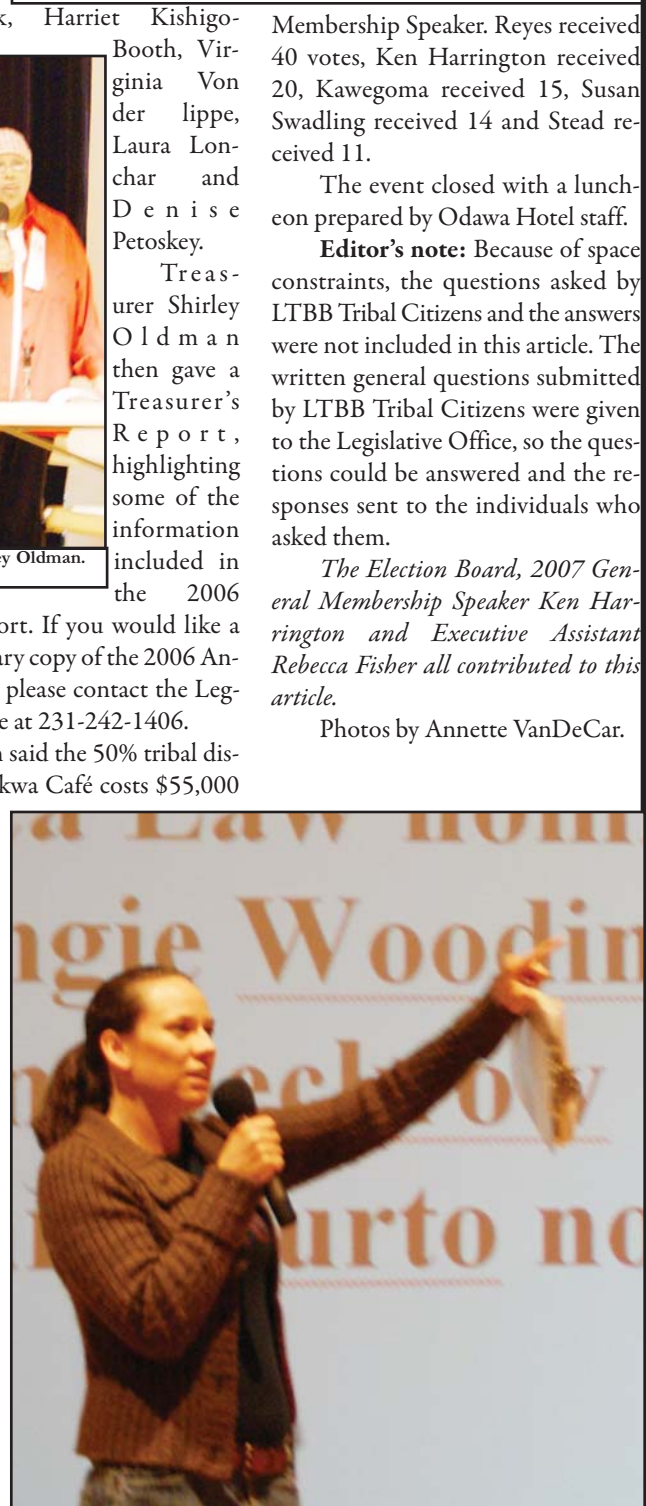 k, Harriet Kishigo-
Booth, Vir-
ginia Von
der lippe,
Laura Lon-
char and
Denise
Petoskey.
Treas-
urer Shirley
Oldman
then gave a
Treasurer's
Report,
highlighting
some of the
information
included in
the 2006
ey Oldman.
ort. If you would like a
ary copy of the 2006 An-
please contact the Leg-
e at 231-242-1406.
n said the 50% tribal dis-
kwa Café costs $55,000
Membership Speaker. Reyes received
40 votes, Ken Harrington received
20, Kawegoma received 15, Susan
Swadling received 14 and Stead re-
ceived 11.
The event closed with a lunch-
eon prepared by Odawa Hotel staff.
Editor's note: Because of space
constraints, the questions asked by
LTBB Tribal Citizens and the answers
were not included in this article. The
written general questions submitted
by LTBB Tribal Citizens were given
to the Legislative Office, so the ques-
tions could be answered and the re-
sponses sent to the individuals who
asked them.
The Election Board, 2007 Gen-
eral Membership Speaker Ken Har-
rington and Executive Assistant
Rebecca Fisher all contributed to this
article.
Photos by Annette VanDeCar.
a Law nomi
ngie Woodin
urto no